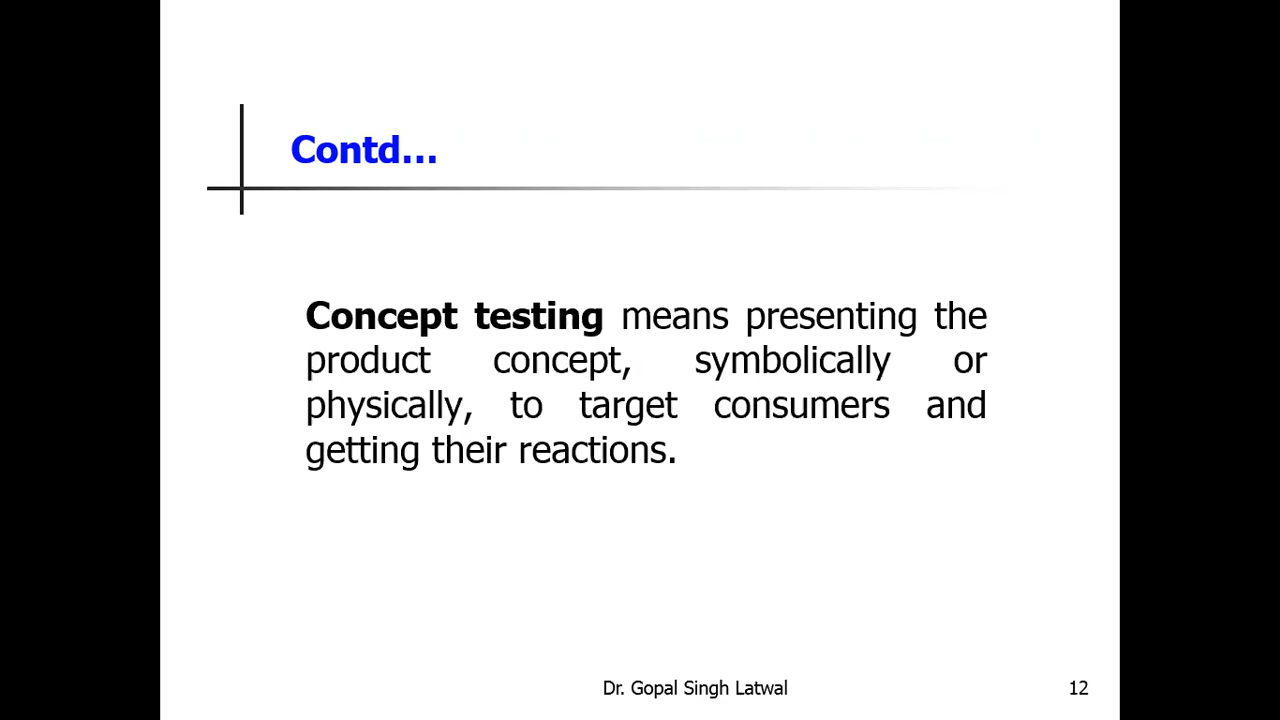 Contd...
Concept testing means presenting the
product concept, symbolically or
physically, to target consumers and
getting their reactions.
Dr. Gopal Singh Latwal 12